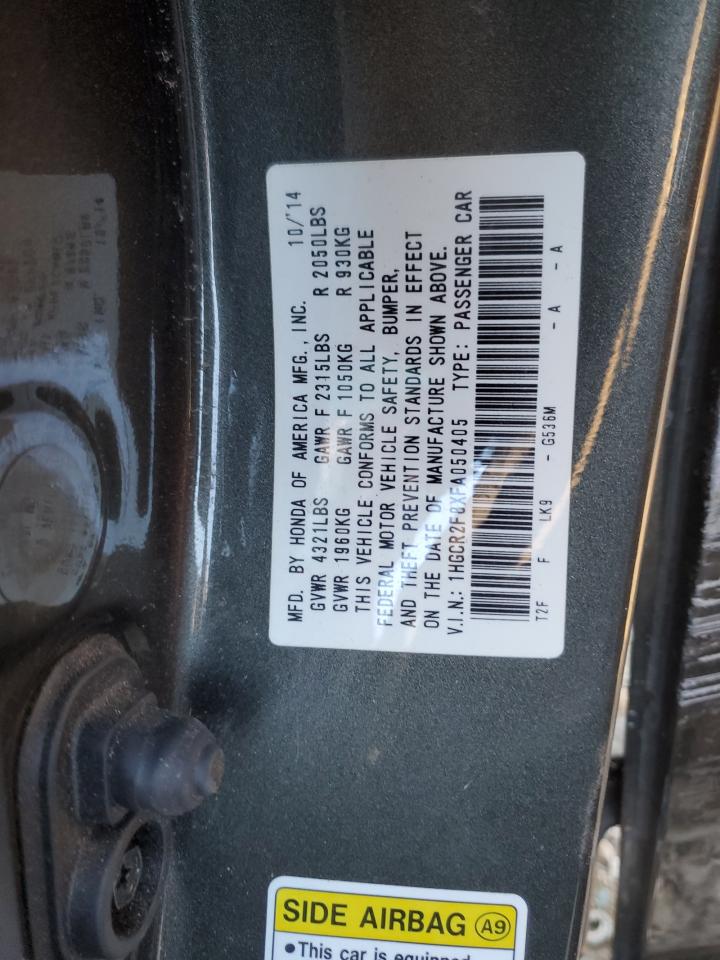 MFD. BY HONDA OF AMERICA MFG., INC. 10/'14
GVWR 4321LBS GAWR F 2315LBS R 2050LBS
GVWR 1960KG GAWR F 1050KG R 930KG
THIS VEHICLE CONFORMS TO ALL APPLICABLE
FEDERAL MOTOR VEHICLE SAFETY, BUMPER,
AND THEFT PREVENTION STANDARDS IN EFFECT
ON THE DATE OF MANUFACTURE SHOWN ABOVE.
V.I.N.: 1HGCR2F8XFA050405 TYPE: PASSENGER CAR
T2F F LK9 - G536M - A - A
SIDE AIRBAG A9
•This car is equipped